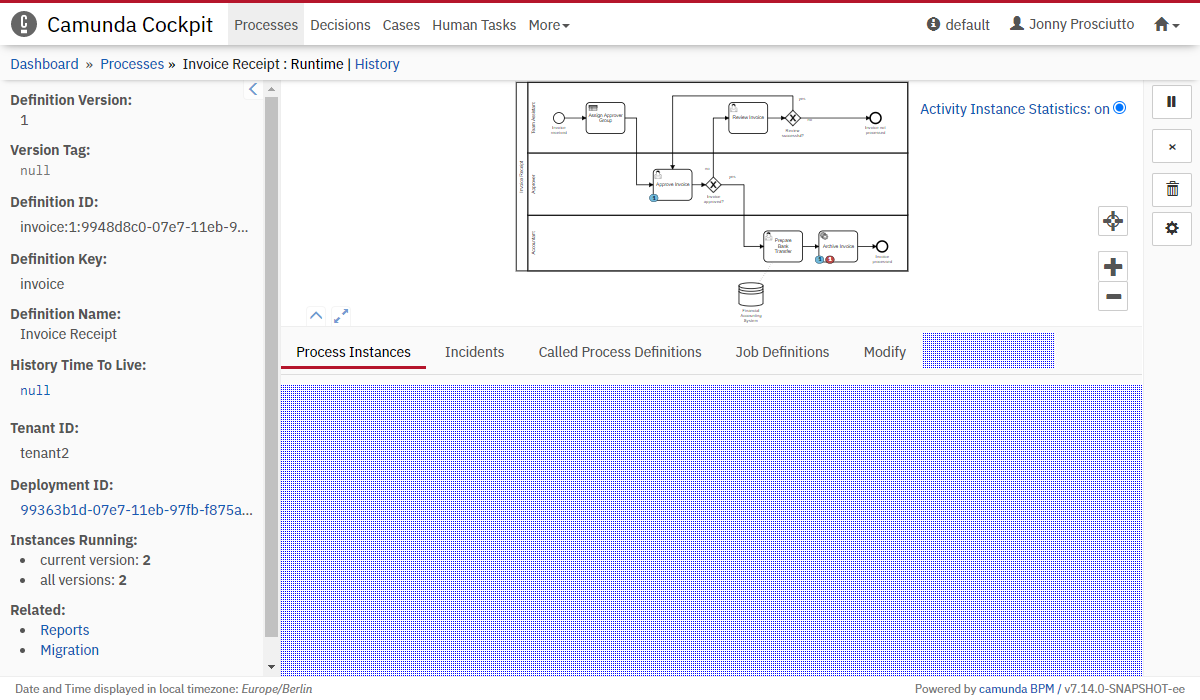 Camunda Cockpit Processes Decisions Cases Human Tasks More default Jonny Prosciutto
Dashboard » Processes » Invoice Receipt : Runtime | History
Definition Version:
1
Version Tag:
null
Definition ID:
invoice:1:9948d8c0-07e7-11eb-9...
Definition Key:
invoice
Definition Name:
Invoice Receipt
History Time To Live:
null
Tenant ID:
tenant2
Deployment ID:
99363b1d-07e7-11eb-97fb-f875a...
Instances Running:
current version: 2
all versions: 2
Related:
Reports
Migration
Activity Instance Statistics: on
Invoice Receipt
Team Assistant
Invoice
received
Assign Approver
Group
Review Invoice
yes
no
Review
successful?
Invoice not
processed
Approver
Approve Invoice
1
no
yes
Invoice
approved?
Accountant
Prepare
Bank
Transfer
Archive Invoice
1
1
Invoice
processed
Financial
Accounting
System
Process Instances Incidents Called Process Definitions Job Definitions Modify
Date and Time displayed in local timezone: Europe/Berlin
Powered by camunda BPM / v7.14.0-SNAPSHOT-ee